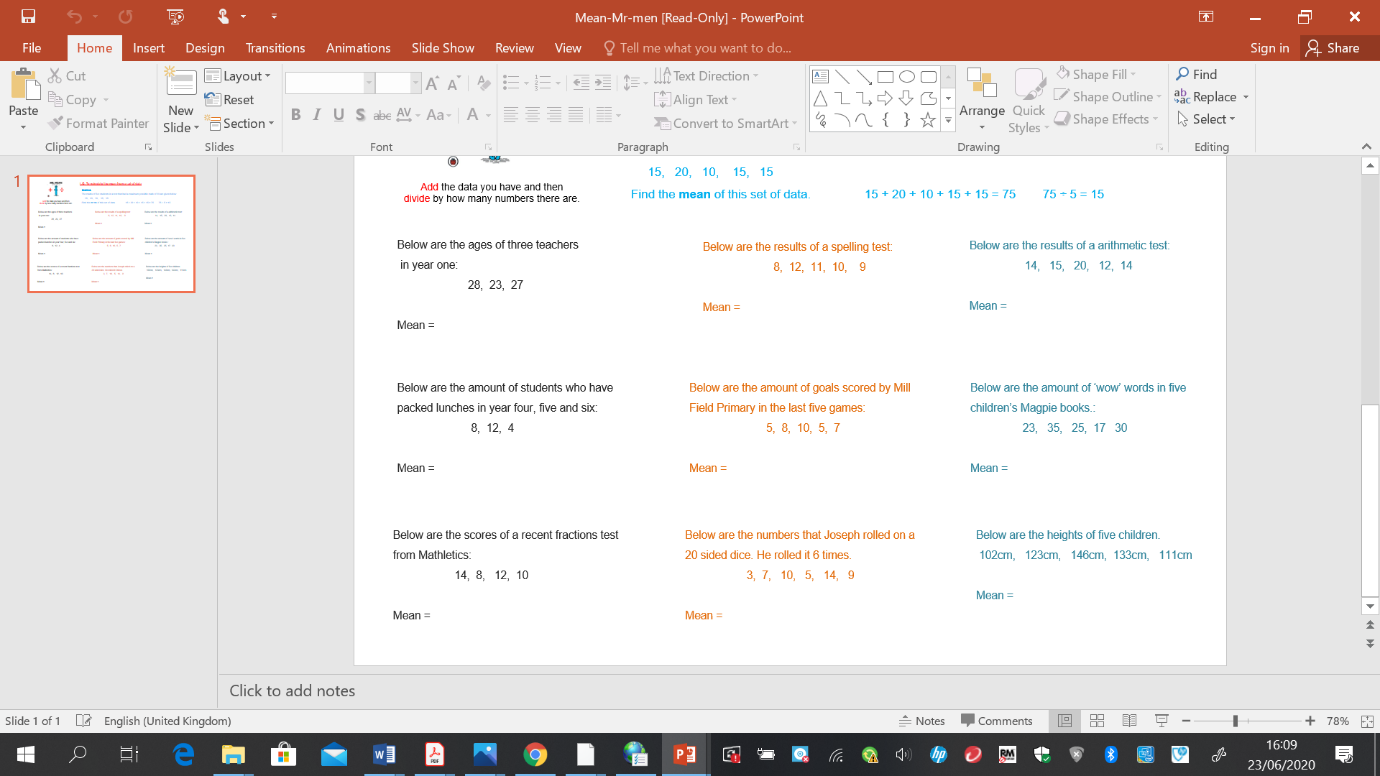 Mean-Mr-men [Read-Only] - PowerPoint
File Home Insert Design Transitions Animations Slide Show Review View Tell me what you want to do... Sign in Share
Cut
Copy
Format Painter
Paste
Clipboard
New
Slide
Layout
Reset
Section
Slides
B I U S abc AV Aa A
Font
Text Direction
Align Text
Convert to SmartArt
Paragraph
Arrange
Quick
Styles
Shape Fill
Shape Outline
Shape Effects
Drawing
Find
Replace
Select
Editing
1
15, 20, 10, 15, 15
Add the data you have and then
divide by how many numbers there are.
Find the mean of this set of data: 15 + 20 + 10 + 15 + 15 = 75 75 ÷ 5 = 15
Below are the ages of three teachers
in year one:
28, 23, 27
Mean =
Below are the results of a spelling test:
8, 12, 11, 10, 9
Mean =
Below are the results of a arithmetic test:
14, 15, 20, 12, 14
Mean =
Below are the amount of students who have
packed lunches in year four, five and six:
8, 12, 4
Mean =
Below are the amount of goals scored by Mill
Field Primary in the last five games:
5, 8, 10, 5, 7
Mean =
Below are the amount of ‘wow’ words in five
children’s Magpie books.:
23, 35, 25, 17 30
Mean =
Below are the scores of a recent fractions test
from Mathletics:
14, 8, 12, 10
Mean =
Below are the numbers that Joseph rolled on a
20 sided dice. He rolled it 6 times.
3, 7, 10, 5, 14, 9
Mean =
Below are the heights of five children.
102cm, 123cm, 146cm, 133cm, 111cm
Mean =
Click to add notes
Slide 1 of 1 English (United Kingdom) Notes Comments 78%
16:09
23/06/2020